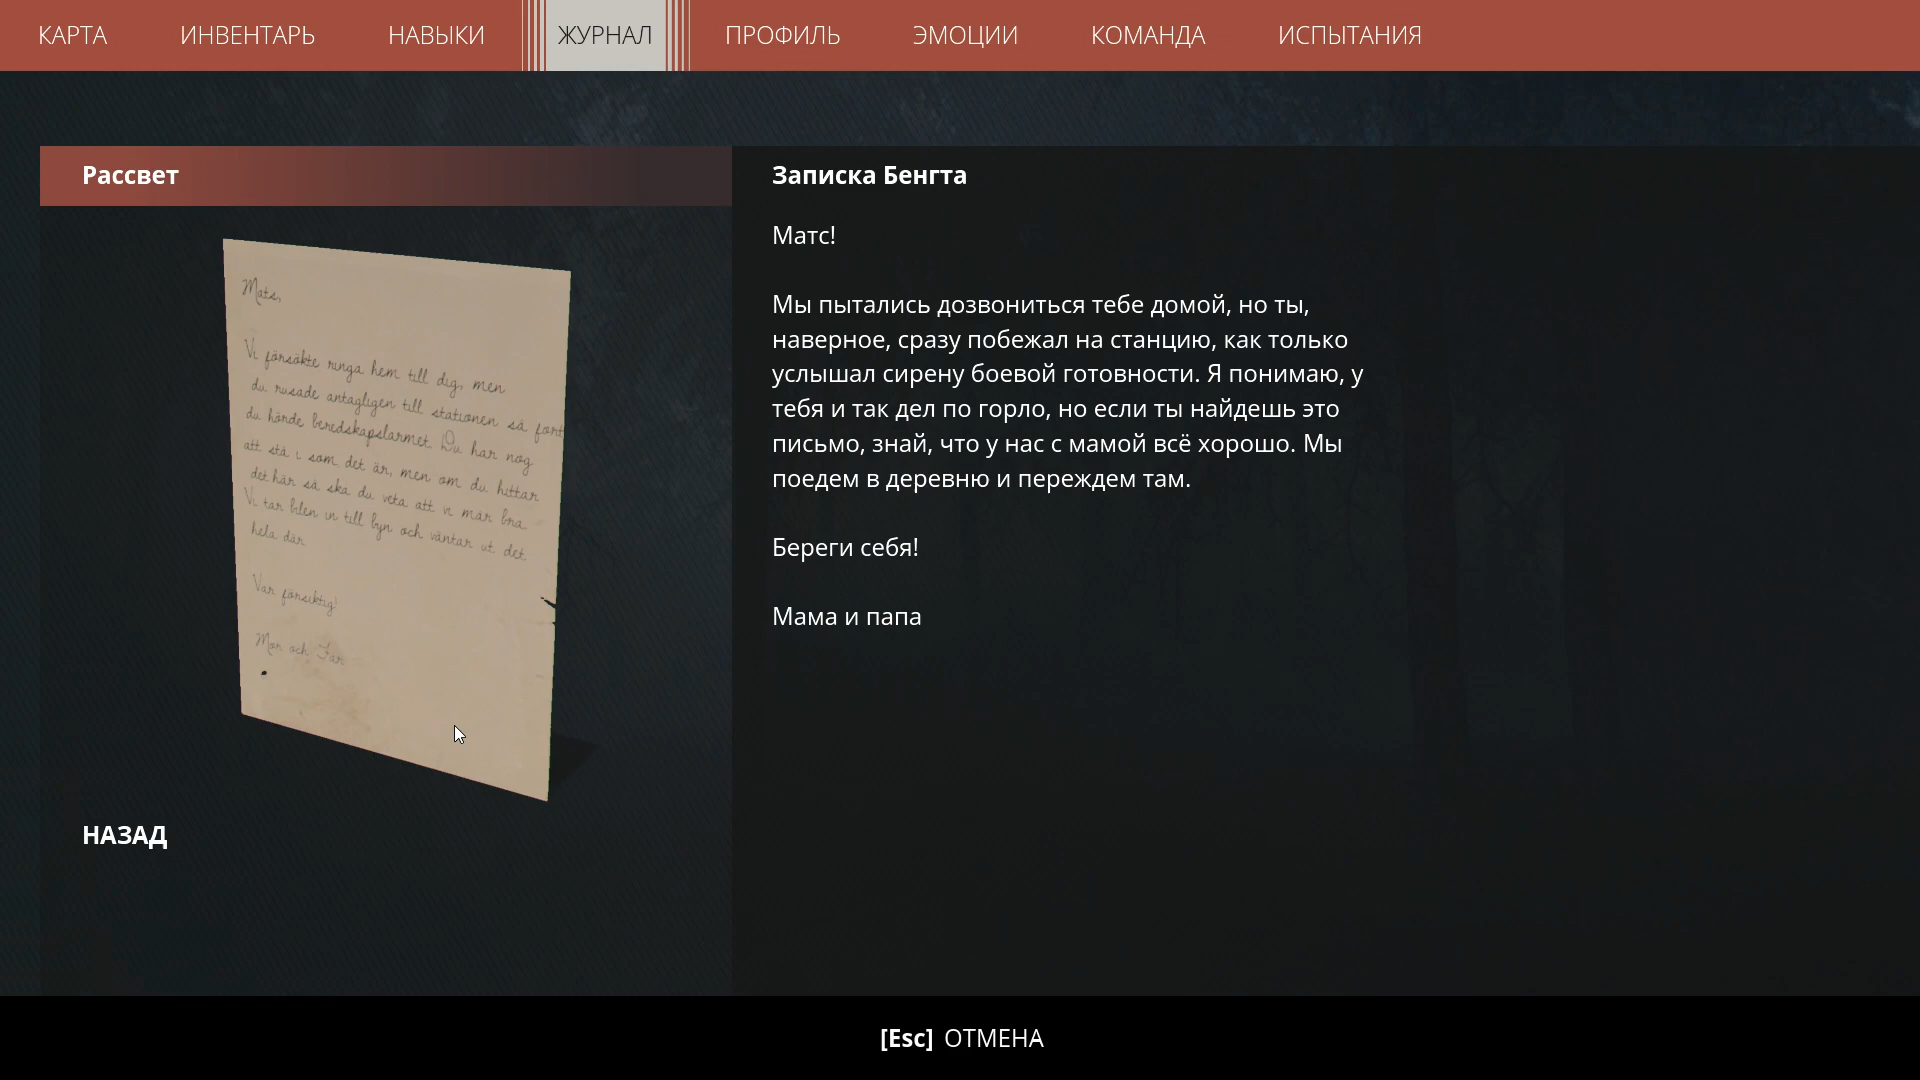 КАРТА ИНВЕНТАРЬ НАВЫКИ ЖУРНАЛ ПРОФИЛЬ ЭМОЦИИ КОМАНДА ИСПЫТАНИЯ
Рассвет
Mats,
Vi försökte ringa hem till dig, men
du rusade antagligen till stationen så fort
du hörde beredskapslarmet. Du har nog
att stå i som det är, men om du hittar
det här så ska du veta att vi mår bra.
Vi tar bilen in till byn och väntar ut det
hela där.
Var försiktig!
Mor och Far
НАЗАД
Записка Бенгта
Матс!
Мы пытались дозвониться тебе домой, но ты,
наверное, сразу побежал на станцию, как только
услышал сирену боевой готовности. Я понимаю, у
тебя и так дел по горло, но если ты найдешь это
письмо, знай, что у нас с мамой всё хорошо. Мы
поедем в деревню и переждем там.
Береги себя!
Мама и папа
[Esc] ОТМЕНА